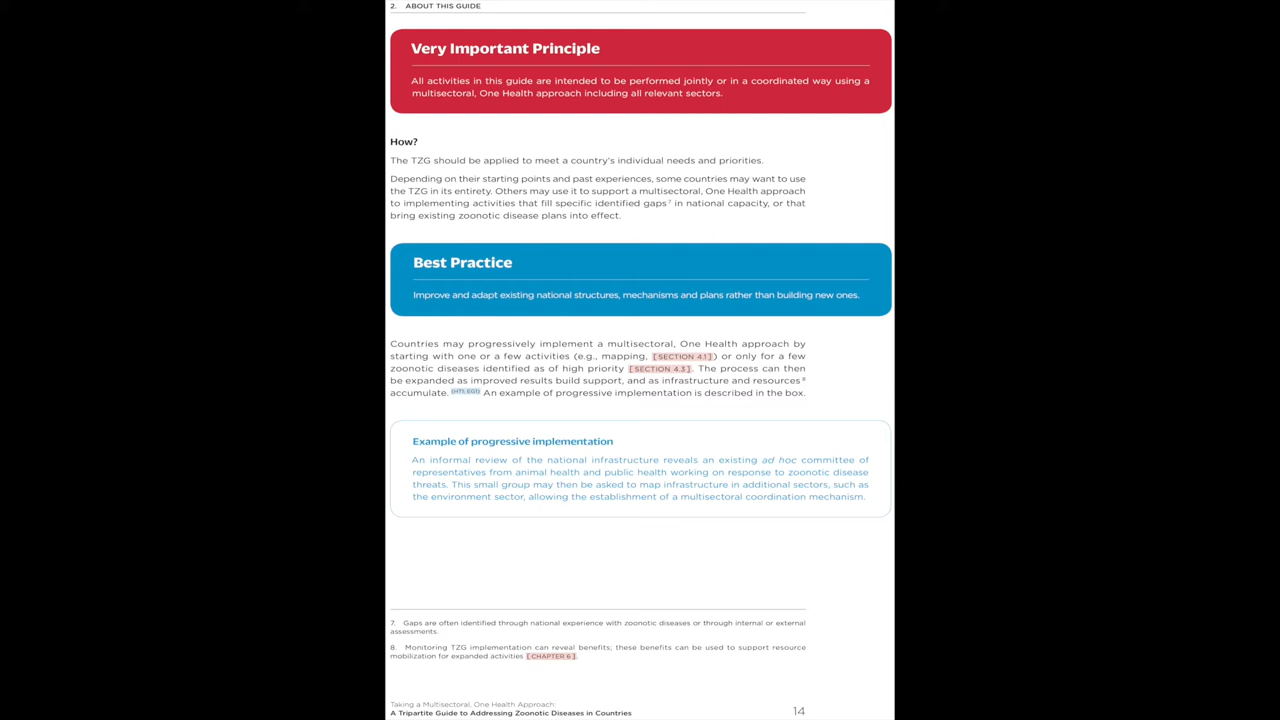 2. ABOUT THIS GUIDE
Very Important Principle
All activities in this guide are intended to be performed jointly or in a coordinated way using a
multisectoral, One Health approach including all relevant sectors.
How?
The TZG should be applied to meet a country's individual needs and priorities.
Depending on their starting points and past experiences, some countries may want to use
the TZG in its entirety. Others may use it to support a multisectoral, One Health approach
to implementing activities that fill specific identified gaps 7 in national capacity, or that
bring existing zoonotic disease plans into effect.
Best Practice
Improve and adapt existing national structures, mechanisms and plans rather than building new ones.
Countries may progressively implement a multisectoral, One Health approach by
starting with one or a few activities (e.g., mapping, [ SECTION 4.1 ]) or only for a few
zoonotic diseases identified as of high priority [ SECTION 4.3 ]. The process can then
be expanded as improved results build support, and as infrastructure and resources 8
accumulate. (HT1; EG1) An example of progressive implementation is described in the box.
Example of progressive implementation
An informal review of the national infrastructure reveals an existing ad hoc committee of
representatives from animal health and public health working on response to zoonotic disease
threats. This small group may then be asked to map infrastructure in additional sectors, such as
the environment sector, allowing the establishment of a multisectoral coordination mechanism.
7. Gaps are often identified through national experience with zoonotic diseases or through internal or external
assessments.
8. Monitoring TZG implementation can reveal benefits; these benefits can be used to support resource
mobilization for expanded activities [ CHAPTER 6 ].
Taking a Multisectoral, One Health Approach:
A Tripartite Guide to Addressing Zoonotic Diseases in Countries
14